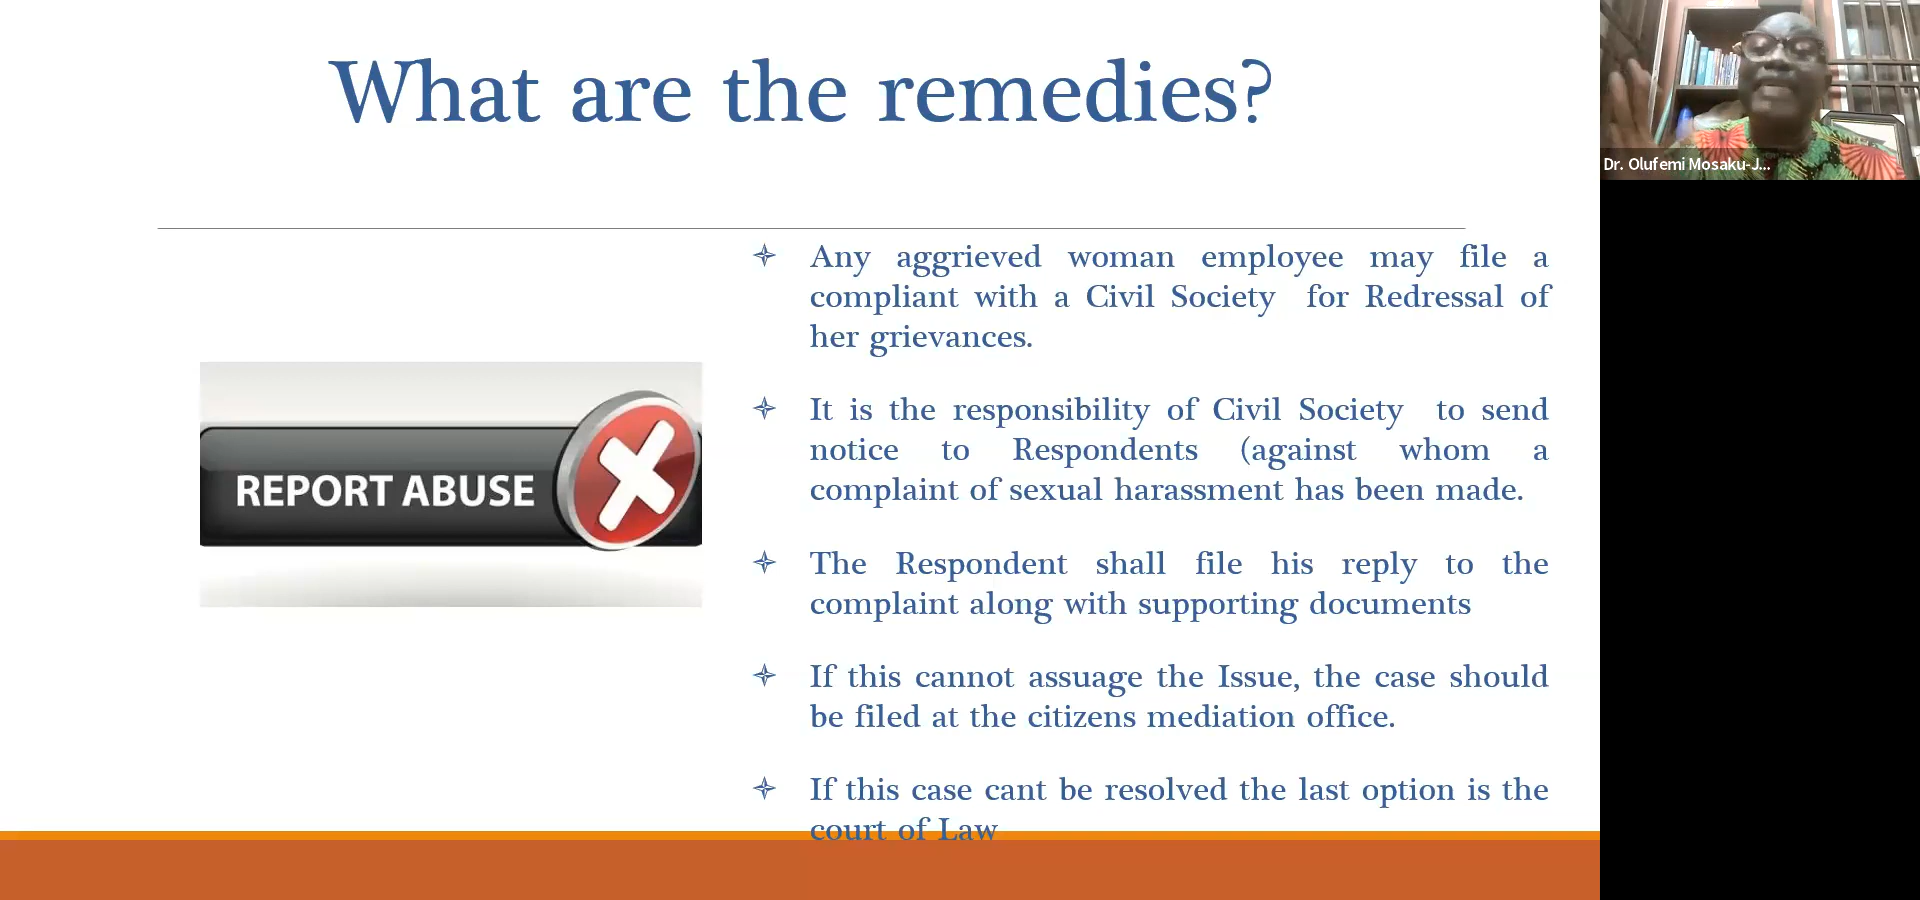 What are the remedies?
Any aggrieved woman employee may file a
compliant with a Civil Society for Redressal of
her grievances.
It is the responsibility of Civil Society to send
notice to Respondents (against whom a
complaint of sexual harassment has been made.
The Respondent shall file his reply to the
complaint along with supporting documents
If this cannot assuage the Issue, the case should
be filed at the citizens mediation office.
If this case cant be resolved the last option is the
court of Law
REPORT ABUSE
Dr. Olufemi Mosaku-J...